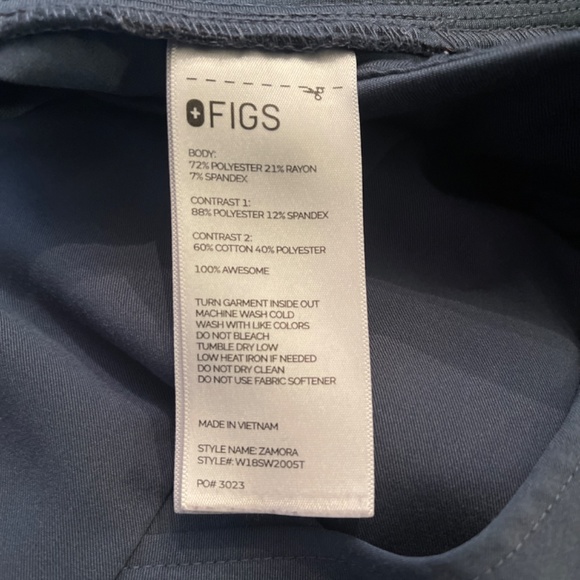 FIGS
BODY:
72% POLYESTER 21% RAYON
7% SPANDEX
CONTRAST 1:
88% POLYESTER 12% SPANDEX
CONTRAST 2:
60% COTTON 40% POLYESTER
100% AWESOME
TURN GARMENT INSIDE OUT
MACHINE WASH COLD
WASH WITH LIKE COLORS
DO NOT BLEACH
TUMBLE DRY LOW
LOW HEAT IRON IF NEEDED
DO NOT DRY CLEAN
DO NOT USE FABRIC SOFTENER
MADE IN VIETNAM
STYLE NAME: ZAMORA
STYLE#: W18SW2005T
PO# 3023